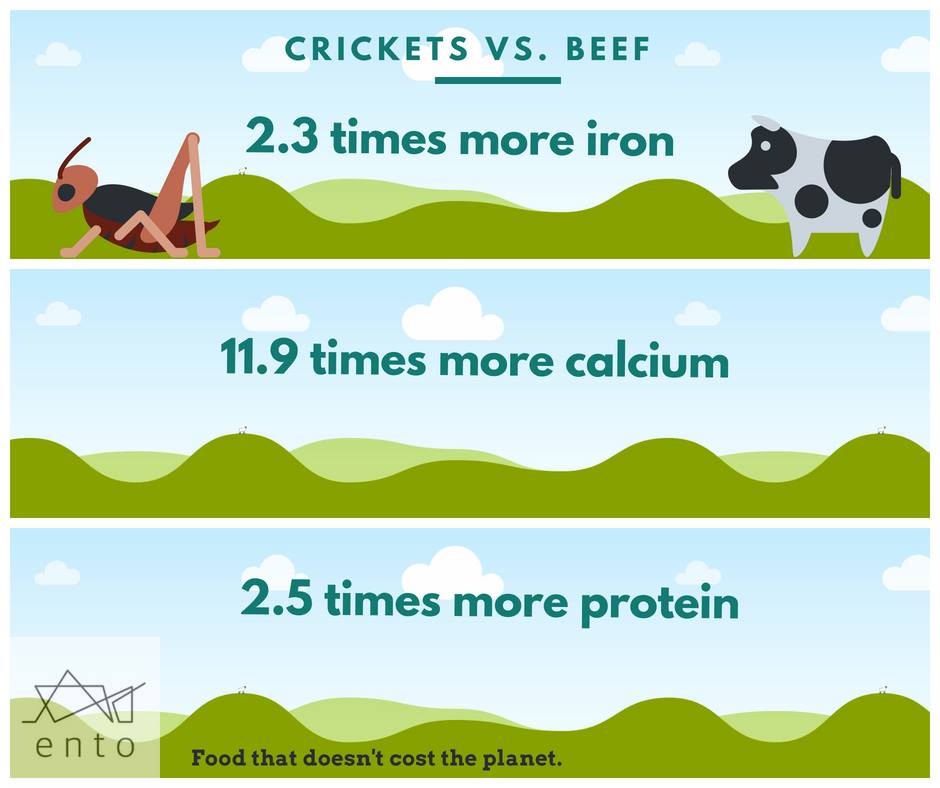 CRICKETS VS. BEEF
2.3 times more iron
11.9 times more calcium
2.5 times more protein
ento
Food that doesn't cost the planet.